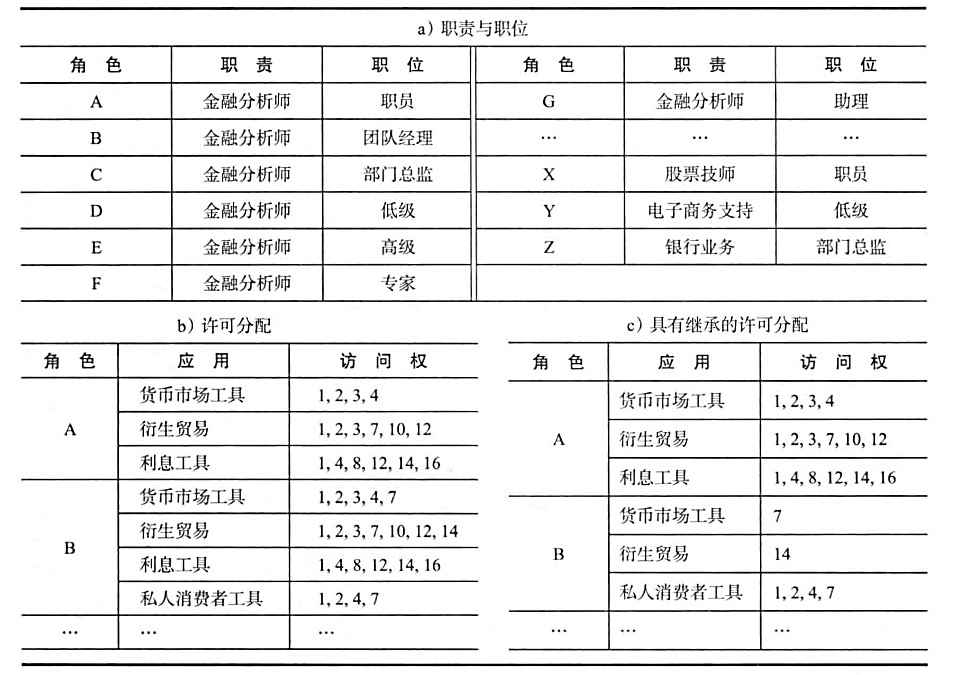 a) 职责与职位
角 色 职 责 职 位 角 色 职 责 职 位
A 金融分析师 职员 G 金融分析师 助理
B 金融分析师 团队经理 … … …
C 金融分析师 部门总监 X 股票技师 职员
D 金融分析师 低级 Y 电子商务支持 低级
E 金融分析师 高级 Z 银行业务 部门总监
F 金融分析师 专家
b) 许可分配
角 色 应 用 访 问 权
A
货币市场工具 1, 2, 3, 4
衍生贸易 1, 2, 3, 7, 10, 12
利息工具 1, 4, 8, 12, 14, 16
B
货币市场工具 1, 2, 3, 4, 7
衍生贸易 1, 2, 3, 7, 10, 12, 14
利息工具 1, 4, 8, 12, 14, 16
私人消费者工具 1, 2, 4, 7
… … …
c) 具有继承的许可分配
角 色 应 用 访 问 权
A
货币市场工具 1, 2, 3, 4
衍生贸易 1, 2, 3, 7, 10, 12
利息工具 1, 4, 8, 12, 14, 16
B
货币市场工具 7
衍生贸易 14
私人消费者工具 1, 2, 4, 7
… … …